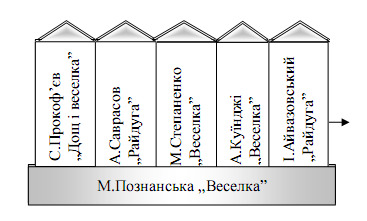 С.Прокоф’єв
„Дощ і веселка”
А.Саврасов
„Райдуга”
М.Степаненко
„Веселка”
А.Куїнджі
„Веселка”
І.Айвазовський
„Райдуга”
М.Познанська „Веселка”